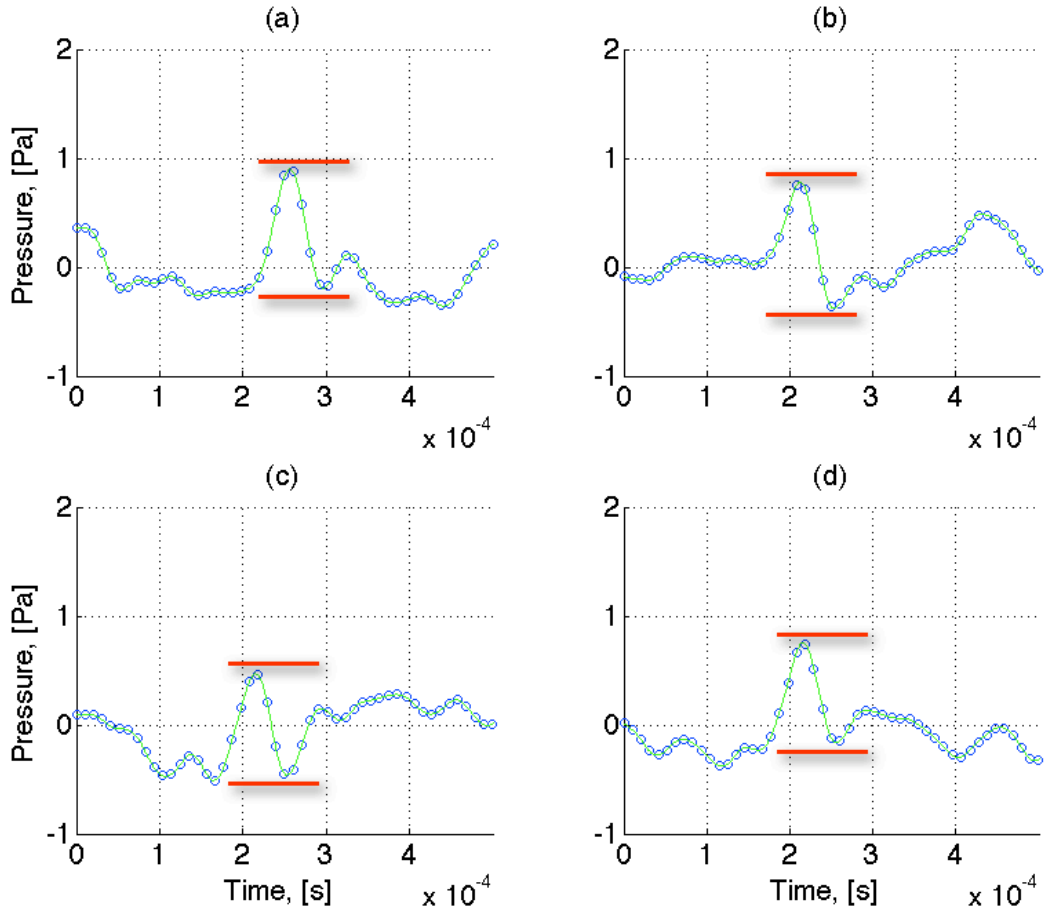 (a)
2
1
0
-1
Pressure, [Pa]
0 1 2 3 4
x 10-4
(b)
2
1
0
-1
0 1 2 3 4
x 10-4
(c)
2
1
0
-1
Pressure, [Pa]
0 1 2 3 4
Time, [s]
x 10-4
(d)
2
1
0
-1
0 1 2 3 4
Time, [s]
x 10-4